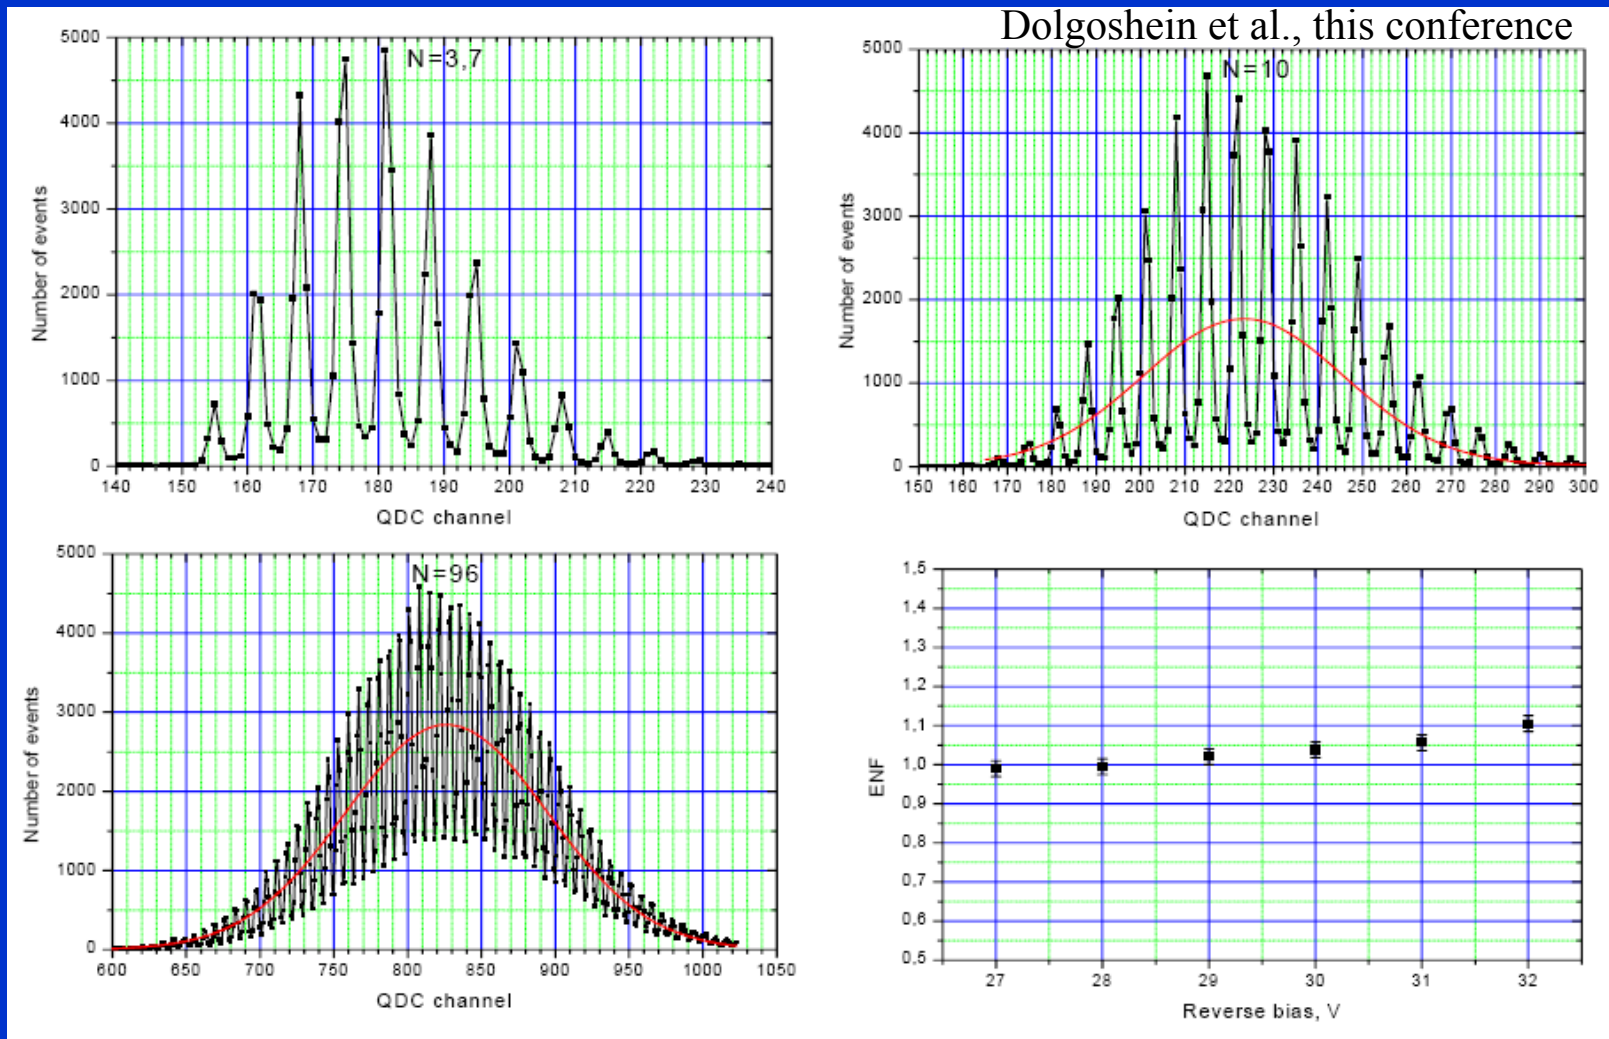 Dolgoshein et al., this conference
N=3,7
5000
4000
3000
2000
1000
0
Number of events
140 150 160 170 180 190 200 210 220 230 240
QDC channel
N=10
5000
4000
3000
2000
1000
0
Number of events
150 160 170 180 190 200 210 220 230 240 250 260 270 280 290 300
QDC channel
N=96
5000
4000
3000
2000
1000
0
Number of events
600 650 700 750 800 850 900 950 1000 1050
QDC channel
1,5
1,4
1,3
1,2
1,1
1,0
0,9
0,8
0,7
0,6
0,5
ENF
27 28 29 30 31 32
Reverse bias, V